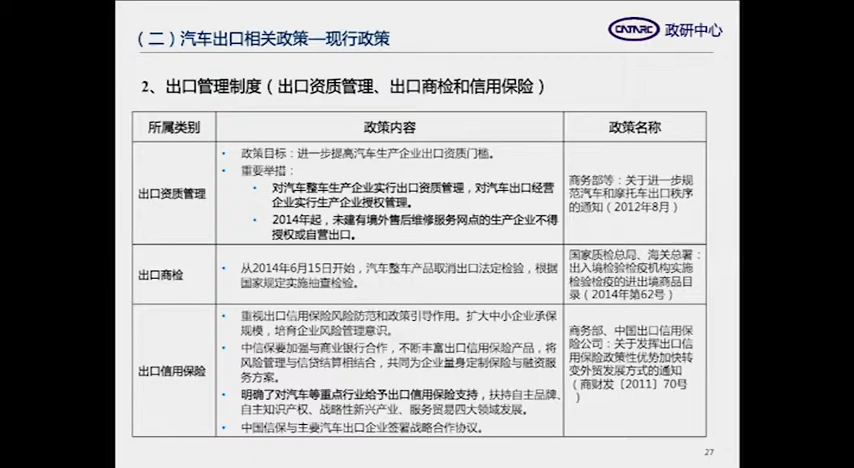 （二）汽车出口相关政策—现行政策
CATARC 政研中心
2、出口管理制度（出口资质管理、出口商检和信用保险）
所属类别
政策内容
政策名称
出口资质管理
• 政策目标：进一步提高汽车生产企业出口资质门槛。
• 重要举措：
• 对汽车整车生产企业实行出口资质管理，对汽车出口经营
企业实行生产企业授权管理。
• 2014年起，未建有境外售后维修服务网点的生产企业不得
授权或自营出口。
商务部等：关于进一步规
范汽车和摩托车出口秩序
的通知（2012年8月）
出口商检
• 从2014年6月15日开始，汽车整车产品取消出口法定检验，根据
国家规定实施抽查检验。
国家质检总局、海关总署：
出入境检验检疫机构实施
检验检疫的进出境商品目
录（2014年第62号）
出口信用保险
• 重视出口信用保险风险防范和政策引导作用。扩大中小企业承保
规模，培育企业风险管理意识。
• 中信保要加强与商业银行合作，不断丰富出口信用保险产品，将
风险管理与信贷结算相结合，共同为企业量身定制保险与融资服
务方案。
• 明确了对汽车等重点行业给予出口信用保险支持，扶持自主品牌、
自主知识产权、战略性新兴产业、服务贸易四大领域发展。
• 中国信保与主要汽车出口企业签署战略合作协议。
商务部、中国出口信用保
险公司：关于发挥出口信
用保险政策性优势加快转
变外贸发展方式的通知
（商财发［2011］70号
）
27